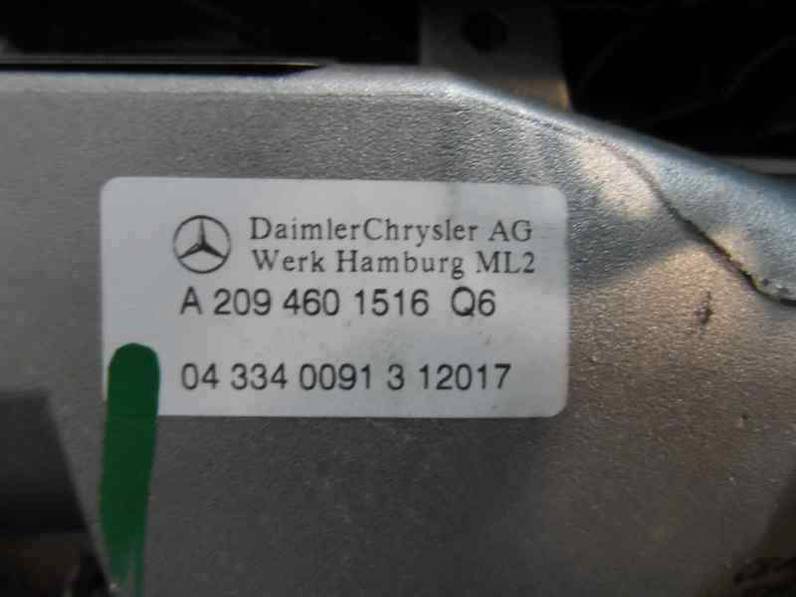 DaimlerChrysler AG
Werk Hamburg ML2
A 209 460 1516 Q6
04 334 0091 3 12017